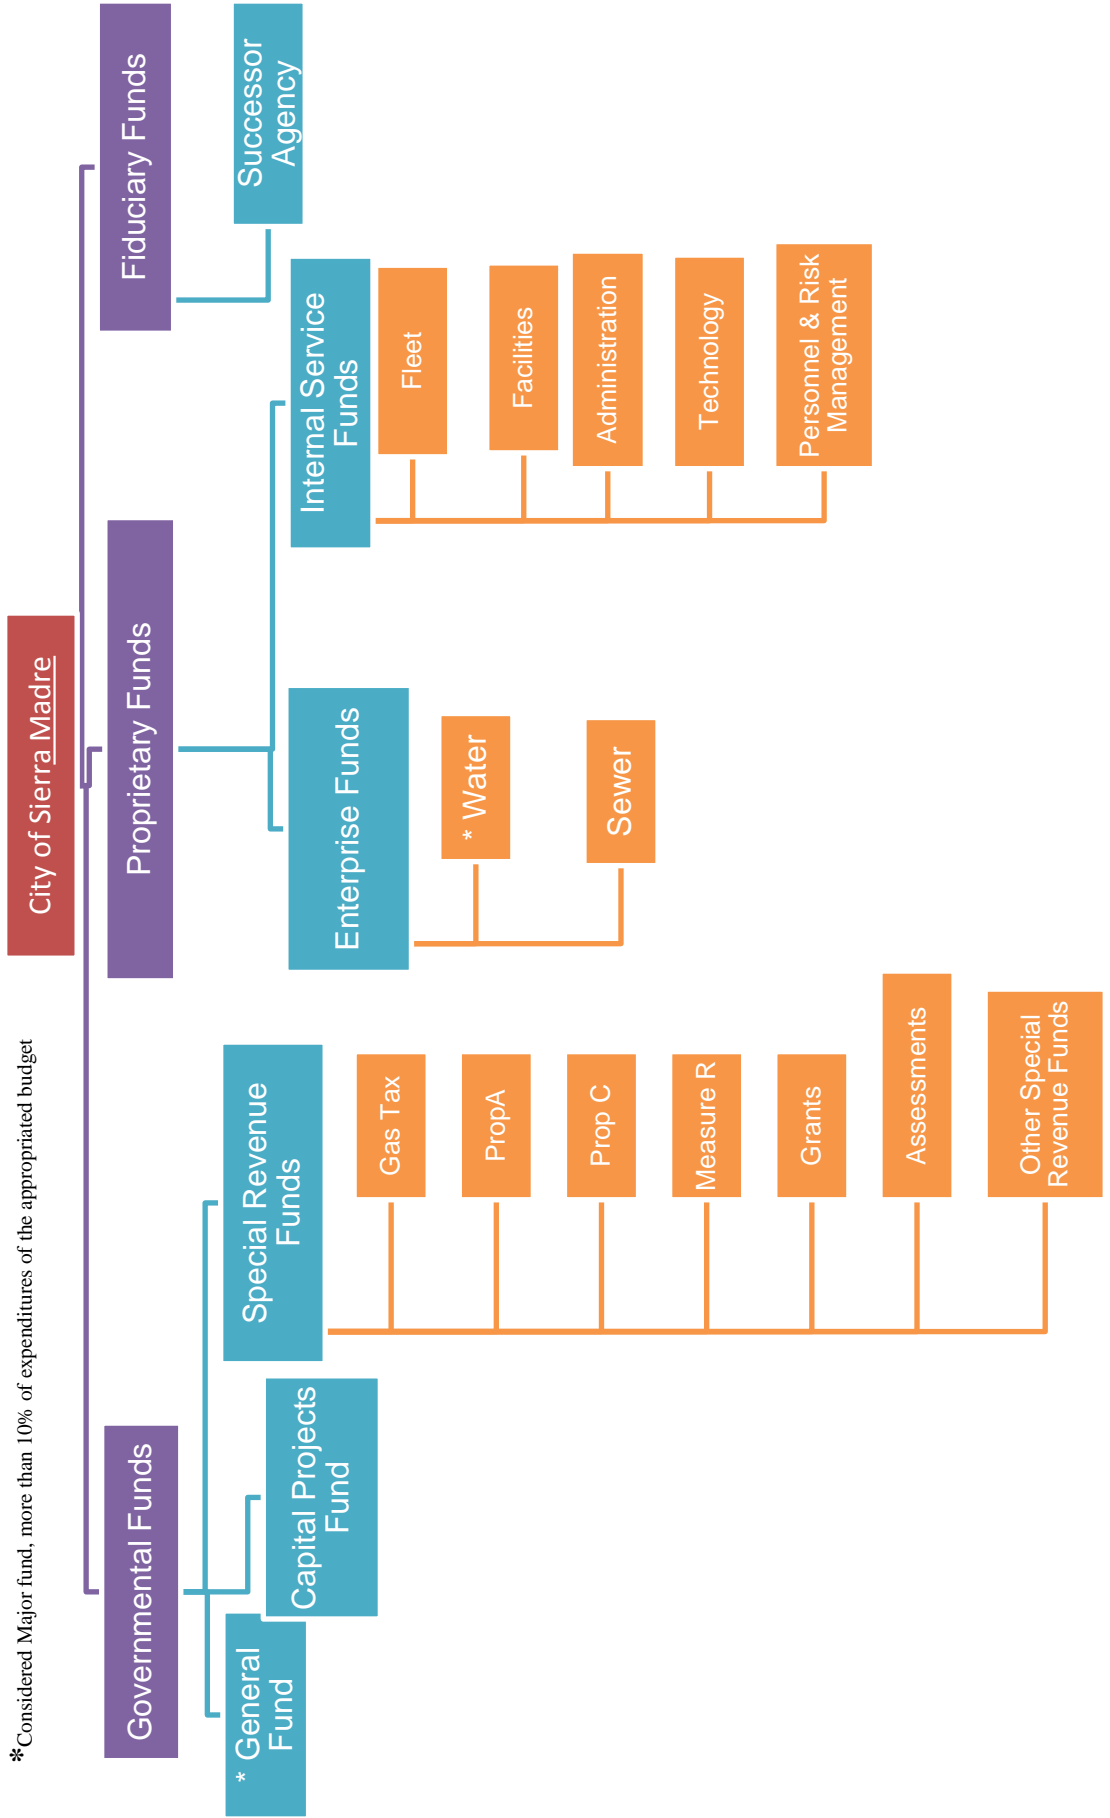 *Considered Major fund, more than 10% of expenditures of the appropriated budget
City of Sierra Madre
Governmental Funds
* General
Fund
Capital Projects
Fund
Special Revenue
Funds
Gas Tax
PropA
Prop C
Measure R
Grants
Assessments
Other Special
Revenue Funds
Proprietary Funds
Enterprise Funds
* Water
Sewer
Internal Service
Funds
Fleet
Facilities
Administration
Technology
Personnel & Risk
Management
Fiduciary Funds
Successor
Agency